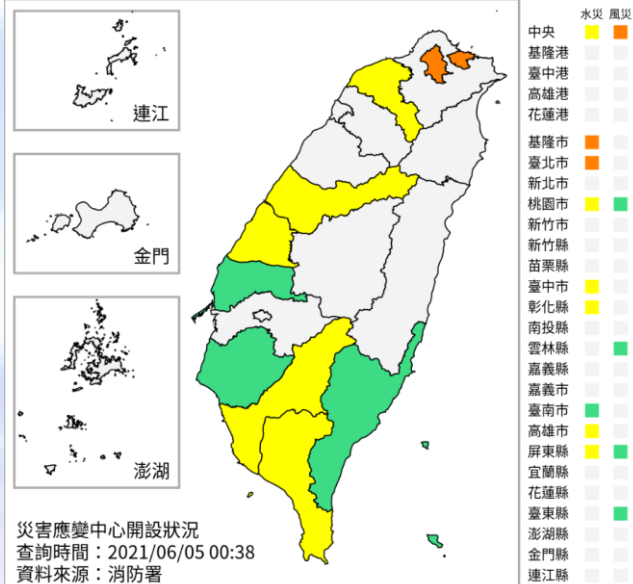 水災 風災
中央
基隆港
臺中港
高雄港
花蓮港
基隆市
臺北市
新北市
桃園市
新竹市
新竹縣
苗栗縣
臺中市
彰化縣
南投縣
雲林縣
嘉義縣
嘉義市
臺南市
高雄市
屏東縣
宜蘭縣
花蓮縣
臺東縣
澎湖縣
金門縣
連江縣
連江
金門
澎湖
災害應變中心開設狀況
查詢時間：2021/06/05 00:38
資料來源：消防署